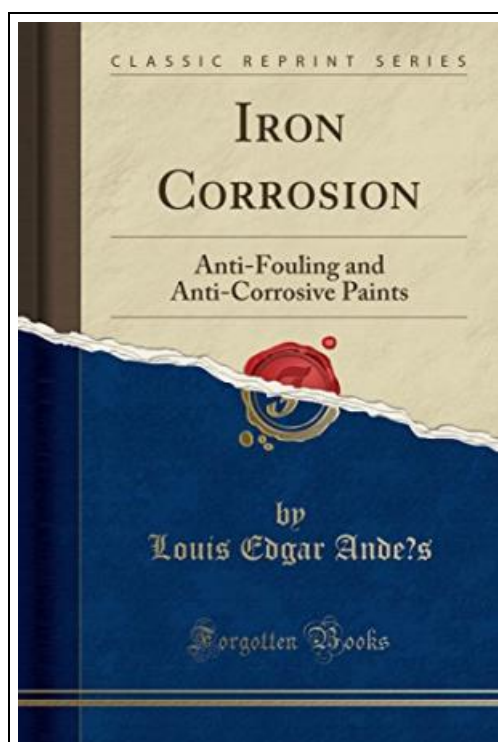 CLASSIC REPRINT SERIES
IRON
CORROSION
Anti-Fouling and
Anti-Corrosive Paints
by
Louis Edgar Ande?s
Forgotten Books